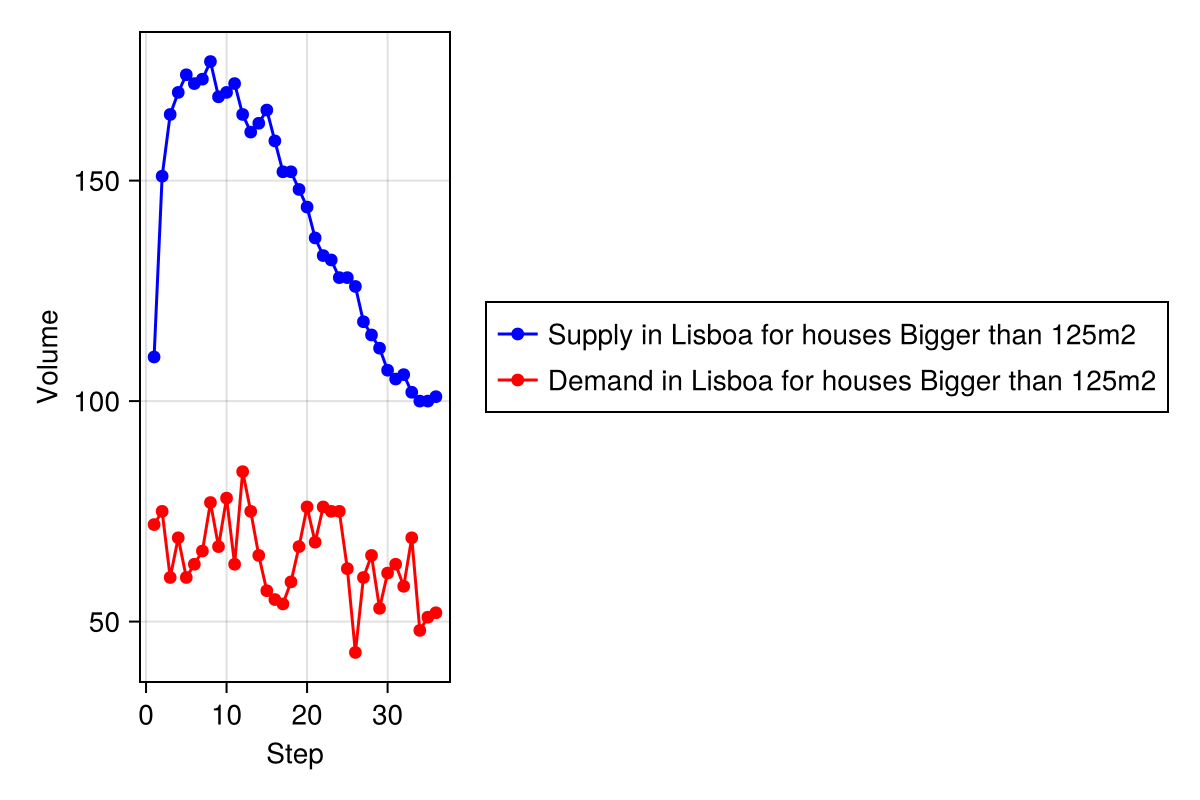 150
100
50
Volume
0 10 20 30
Step
Supply in Lisboa for houses Bigger than 125m2
Demand in Lisboa for houses Bigger than 125m2